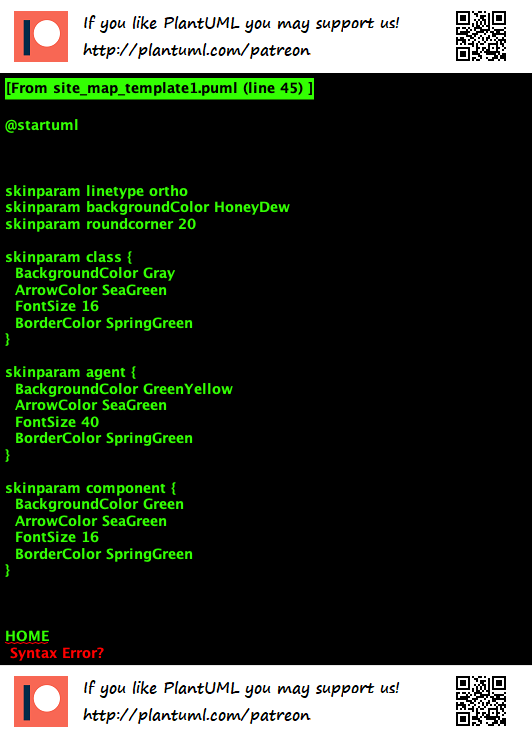 If you like PlantUML you may support us!
http://plantuml.com/patreon
[From site_map_template1.puml (line 45) ]
@startuml
skinparam linetype ortho
skinparam backgroundColor HoneyDew
skinparam roundcorner 20
skinparam class {
BackgroundColor Gray
ArrowColor SeaGreen
FontSize 16
BorderColor SpringGreen
}
skinparam agent {
BackgroundColor GreenYellow
ArrowColor SeaGreen
FontSize 40
BorderColor SpringGreen
}
skinparam component {
BackgroundColor Green
ArrowColor SeaGreen
FontSize 16
BorderColor SpringGreen
}
HOME
Syntax Error?
If you like PlantUML you may support us!
http://plantuml.com/patreon